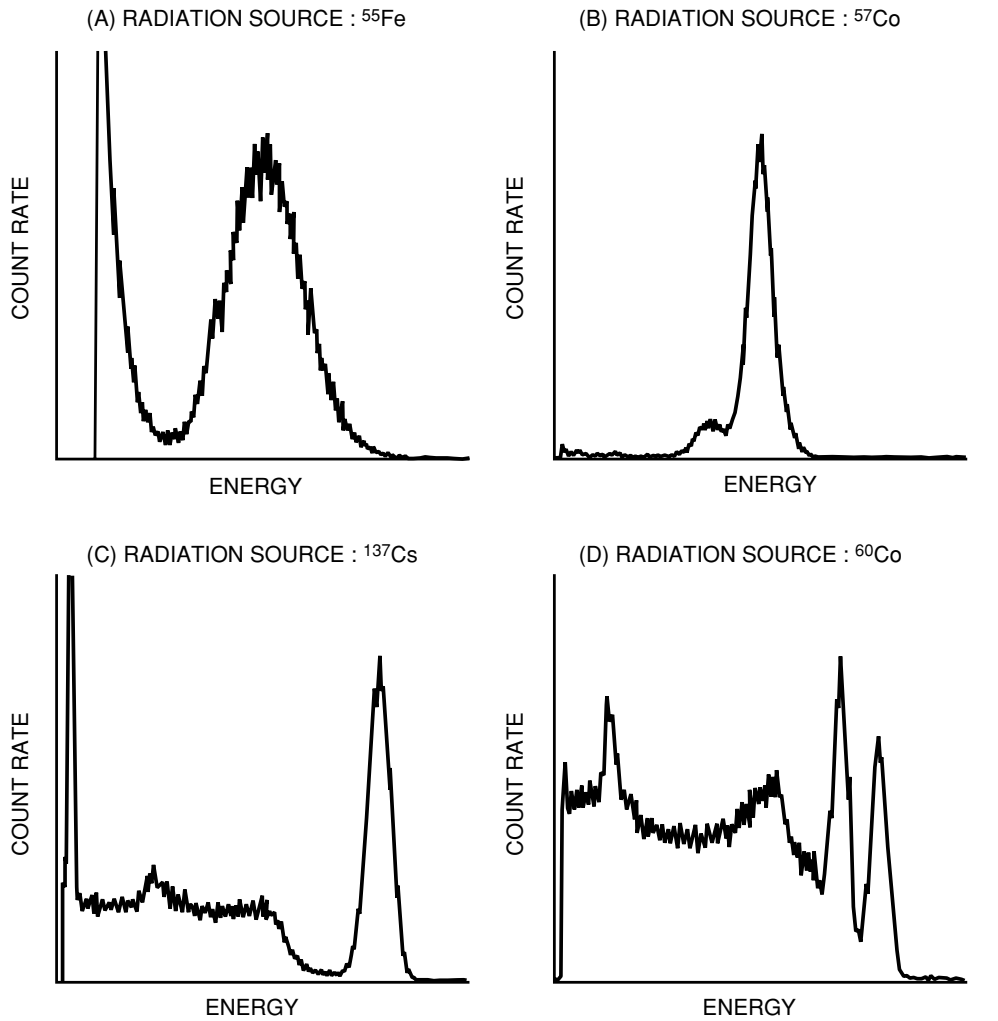 (A) RADIATION SOURCE : ⁵⁵Fe
COUNT RATE
ENERGY
(B) RADIATION SOURCE : ⁵⁷Co
COUNT RATE
ENERGY
(C) RADIATION SOURCE : ¹³⁷Cs
COUNT RATE
ENERGY
(D) RADIATION SOURCE : ⁶⁰Co
COUNT RATE
ENERGY